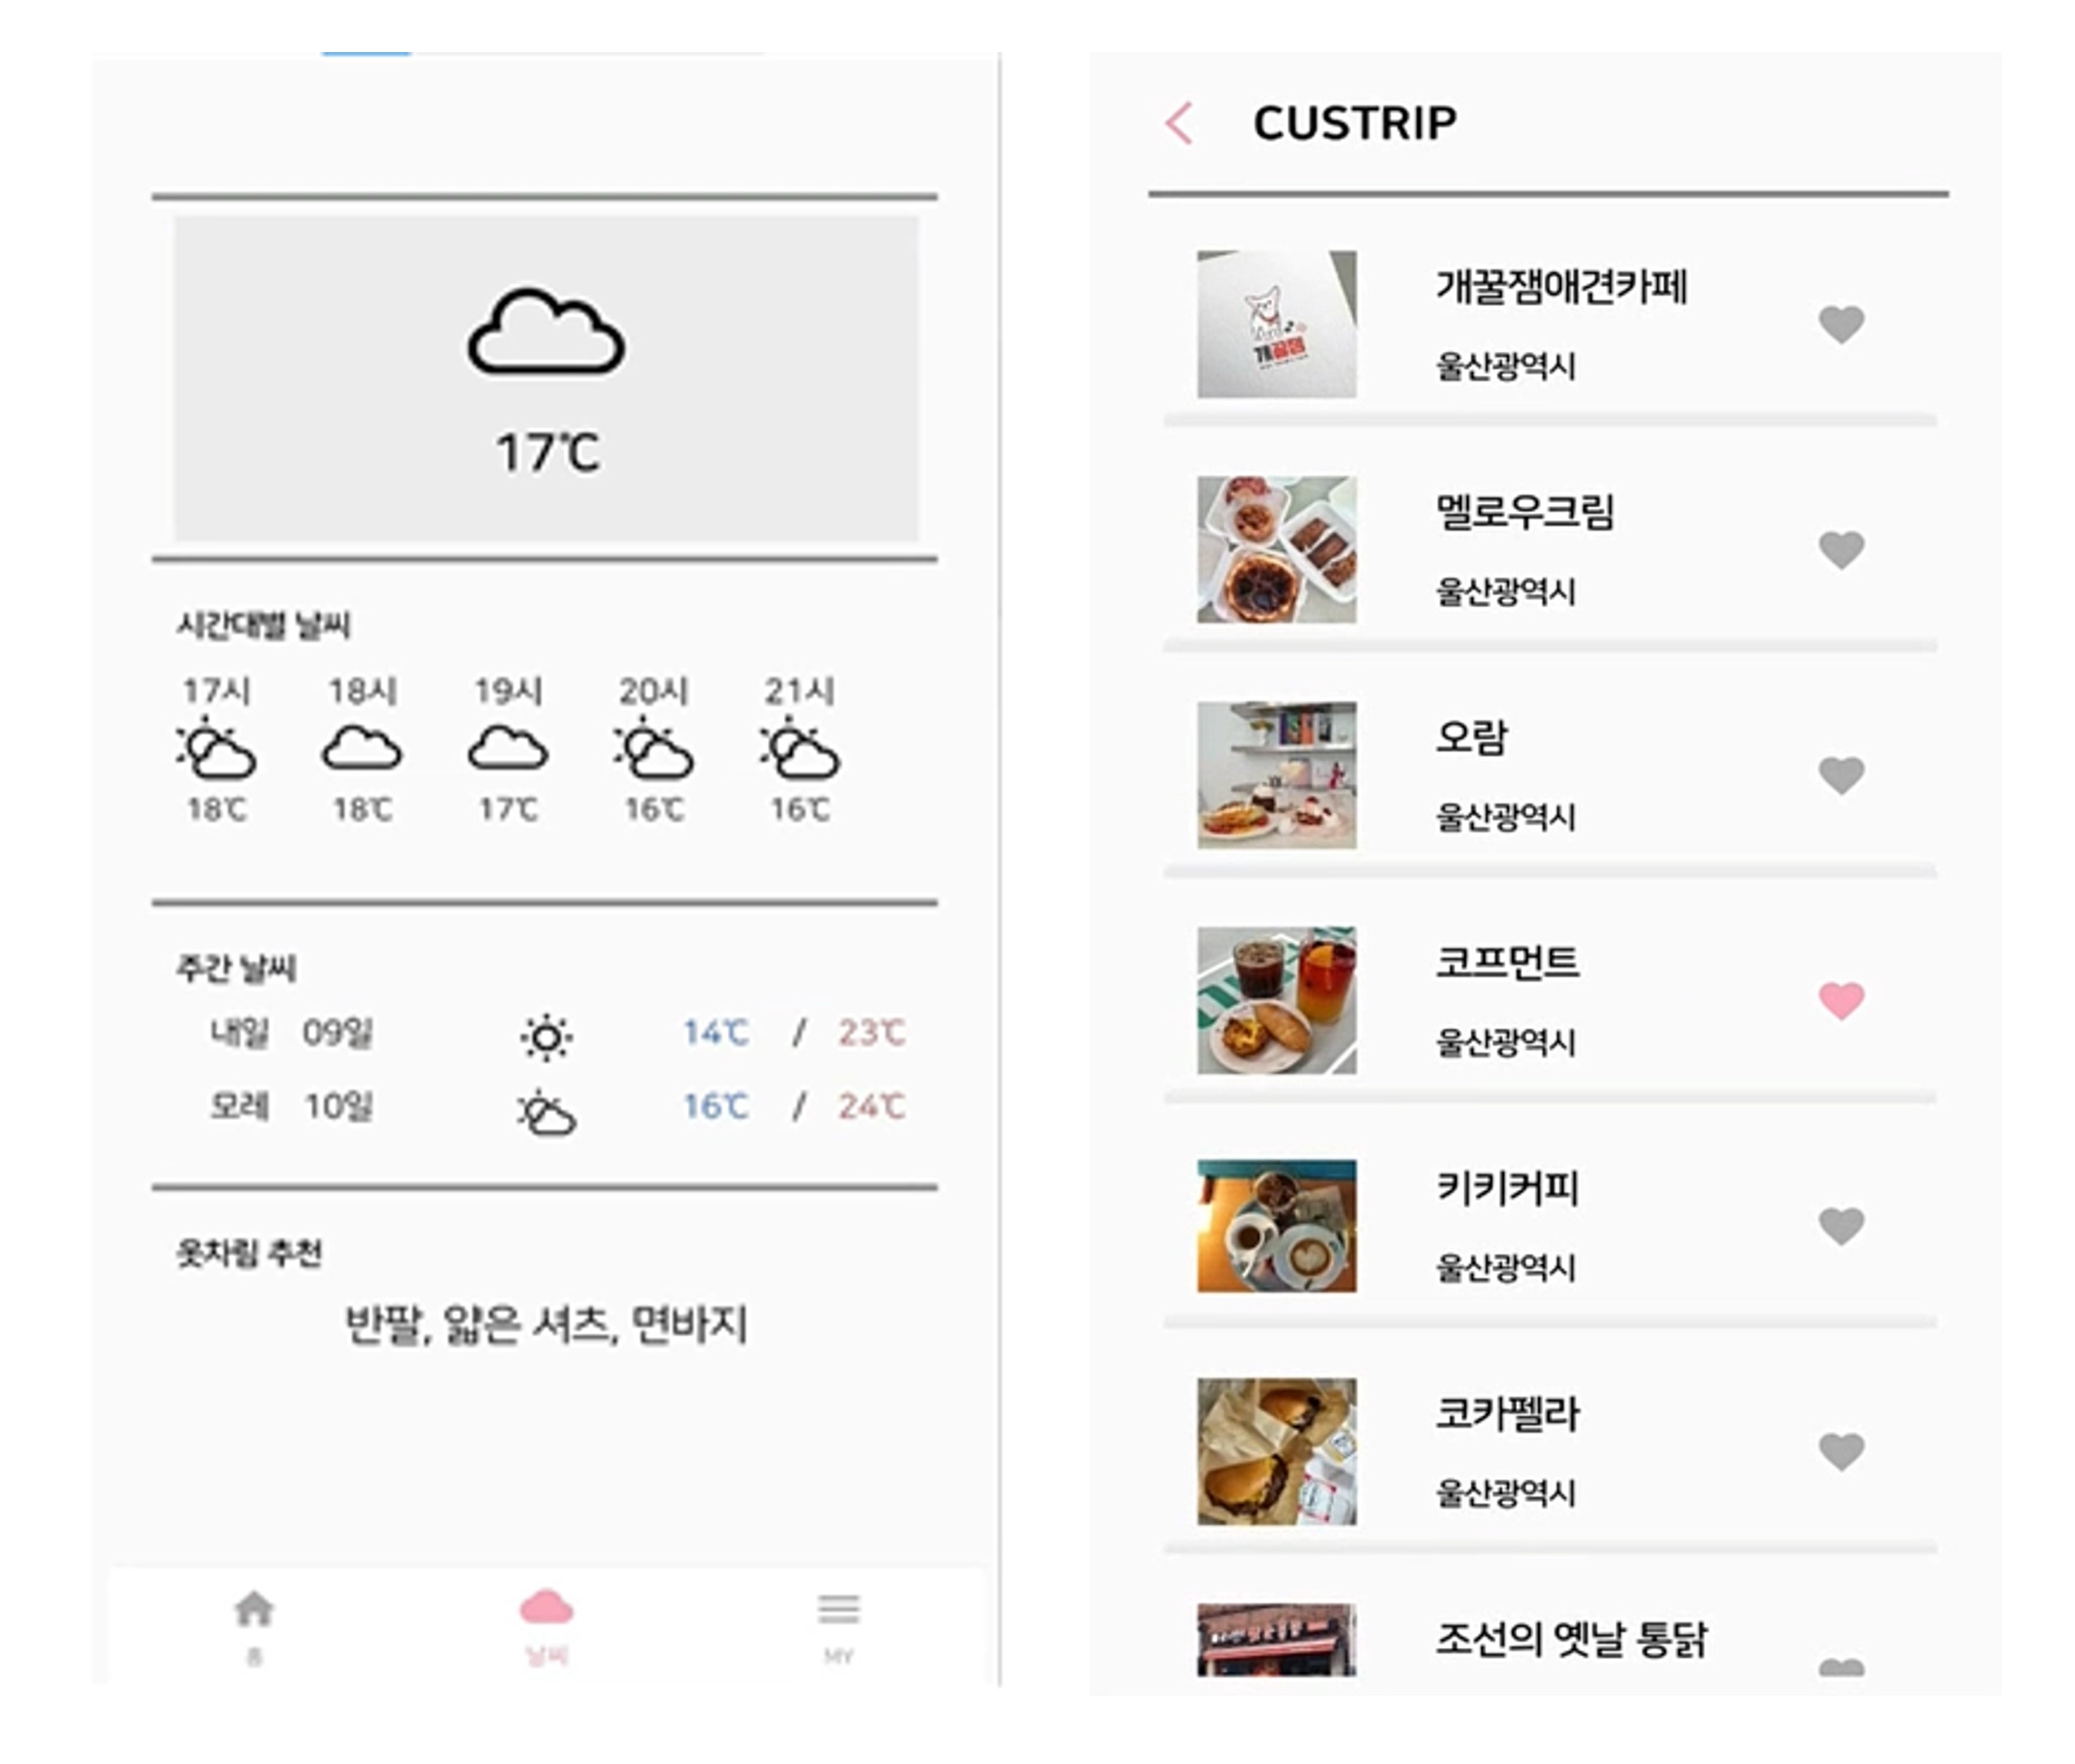 17℃
시간대별 날씨
17시 18시 19시 20시 21시
18℃ 18℃ 17℃ 16℃ 16℃
주간 날씨
내일 09일 14℃ / 23℃
모레 10일 16℃ / 24℃
옷차림 추천
반팔, 얇은 셔츠, 면바지
홈 날씨 MY
CUSTRIP
개꿀잼
개꿀잼애견카페
울산광역시
멜로우크림
울산광역시
오람
울산광역시
코프먼트
울산광역시
키키커피
울산광역시
코카펠라
울산광역시
조선의 옛날 통닭